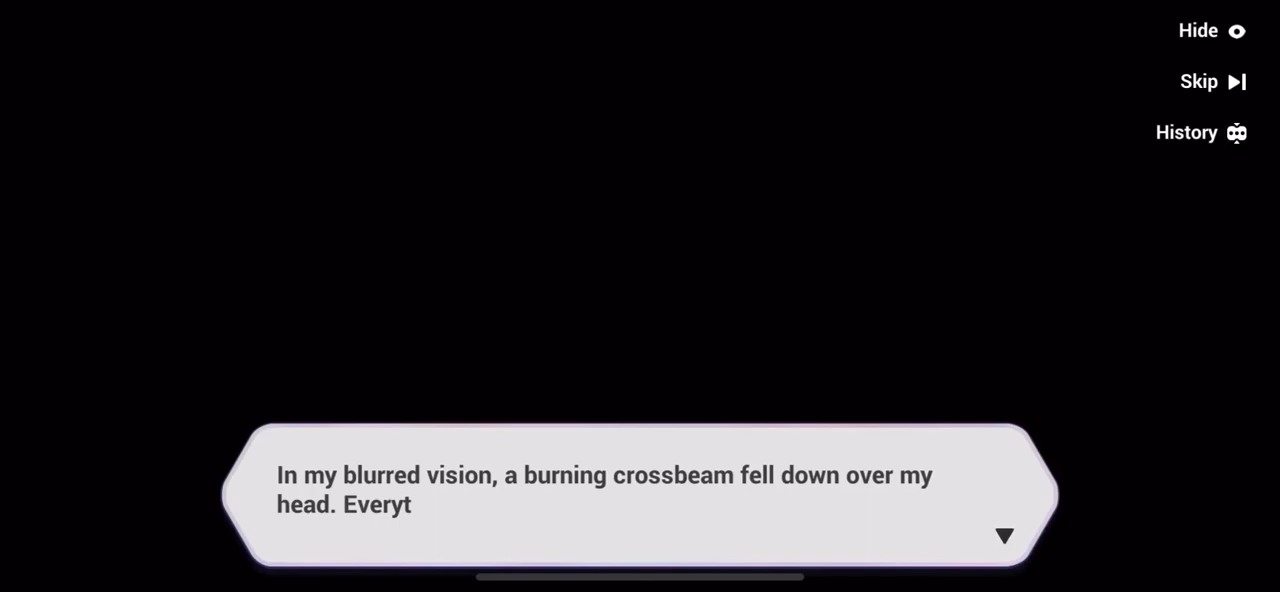 Hide
Skip
History
In my blurred vision, a burning crossbeam fell down over my
head. Everyt